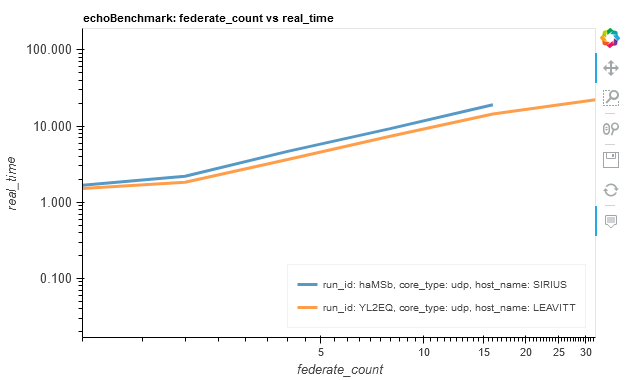 echoBenchmark: federate_count vs real_time
100.000
10.000
1.000
0.100
real_time
run_id: haMSb, core_type: udp, host_name: SIRIUS
run_id: YL2EQ, core_type: udp, host_name: LEAVITT
5 10 15 20 25 30
federate_count